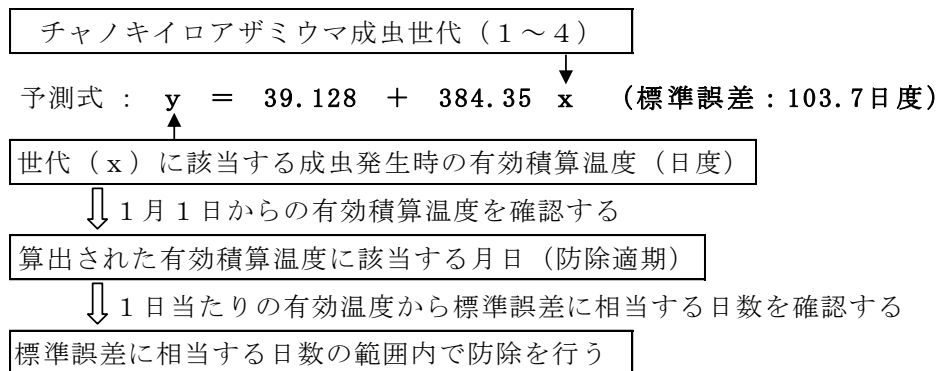 チャノキイロアザミウマ成虫世代（1～4）
予測式 : y = 39.128 + 384.35 x (標準誤差:103.7日度)
世代（x）に該当する成虫発生時の有効積算温度（日度）
1月1日からの有効積算温度を確認する
算出された有効積算温度に該当する月日（防除適期）
1日当たりの有効温度から標準誤差に相当する日数を確認する
標準誤差に相当する日数の範囲内で防除を行う